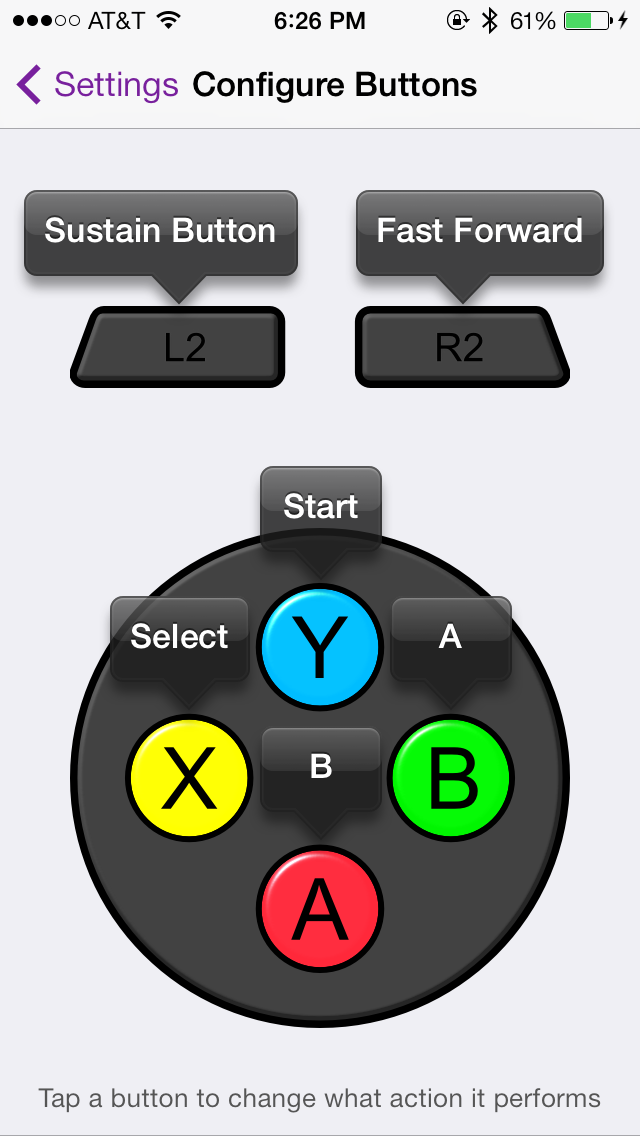 AT&T 6:26 PM 61%
Settings Configure Buttons
Sustain Button Fast Forward
L2 R2
Start
Select Y A
X B B
A
Tap a button to change what action it performs